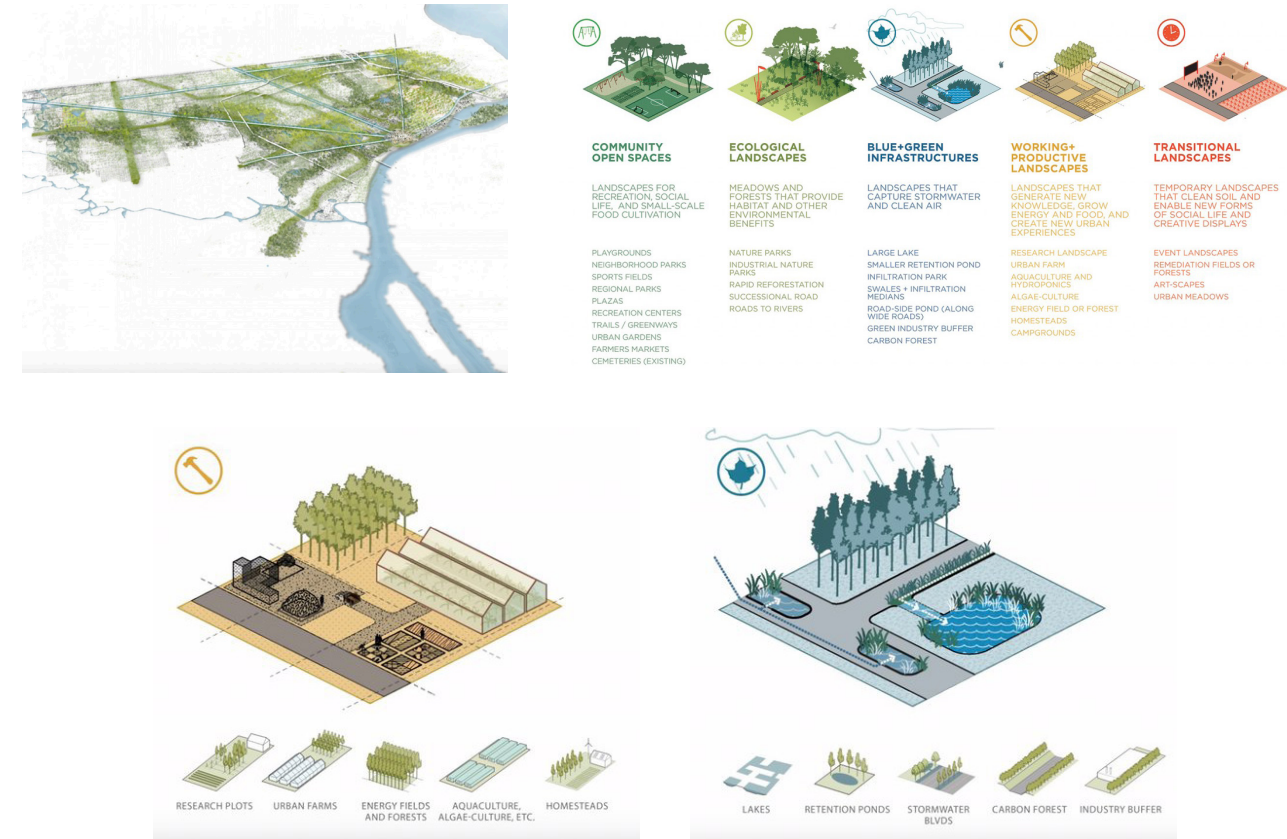 COMMUNITY
OPEN SPACES
LANDSCAPES FOR
RECREATION, SOCIAL
LIFE, AND SMALL-SCALE
FOOD CULTIVATION
PLAYGROUNDS
NEIGHBORHOOD PARKS
SPORTS FIELDS
REGIONAL PARKS
PLAZAS
RECREATION CENTERS
TRAILS / GREENWAYS
URBAN GARDENS
FARMERS MARKETS
CEMETERIES (EXISTING)
ECOLOGICAL
LANDSCAPES
MEADOWS AND
FORESTS THAT PROVIDE
HABITAT AND OTHER
ENVIRONMENTAL
BENEFITS
NATURE PARKS
INDUSTRIAL NATURE
PARKS
RAPID REFORESTATION
SUCCESSIONAL ROAD
ROADS TO RIVERS
BLUE+GREEN
INFRASTRUCTURES
LANDSCAPES THAT
CAPTURE STORMWATER
AND CLEAN AIR
LARGE LAKE
SMALLER RETENTION POND
INFILTRATION PARK
SWALES + INFILTRATION
MEDIANS
ROAD-SIDE POND (ALONG
WIDE ROADS)
GREEN INDUSTRY BUFFER
CARBON FOREST
WORKING+
PRODUCTIVE
LANDSCAPES
LANDSCAPES THAT
GENERATE NEW
KNOWLEDGE, GROW
ENERGY AND FOOD, AND
CREATE NEW URBAN
EXPERIENCES
RESEARCH LANDSCAPE
URBAN FARM
AQUACULTURE AND
HYDROPONICS
ALGAE-CULTURE
ENERGY FIELD OR FOREST
HOMESTEADS
CAMPGROUNDS
TRANSITIONAL
LANDSCAPES
TEMPORARY LANDSCAPES
THAT CLEAN SOIL AND
ENABLE NEW FORMS
OF SOCIAL LIFE AND
CREATIVE DISPLAYS
EVENT LANDSCAPES
REMEDIATION FIELDS OR
FORESTS
ART-SCAPES
URBAN MEADOWS
RESEARCH PLOTS
URBAN FARMS
ENERGY FIELDS
AND FORESTS
AQUACULTURE,
ALGAE-CULTURE, ETC.
HOMESTEADS
LAKES
RETENTION PONDS
STORMWATER
BLVDS
CARBON FOREST
INDUSTRY BUFFER